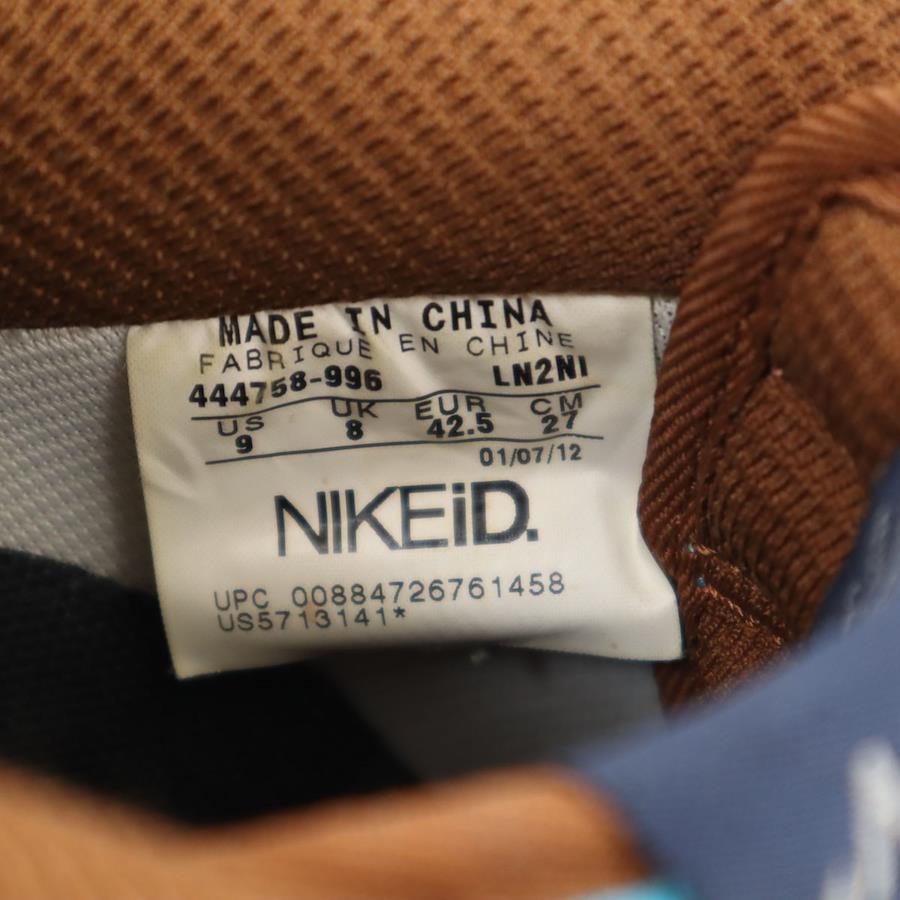 MADE IN CHINA
FABRIQUE EN CHINE
444758-996 LN2NI
US UK EUR CM
9 8 42.5 27
01/07/12
NIKEiD.
UPC 00884726761458
US5713141*